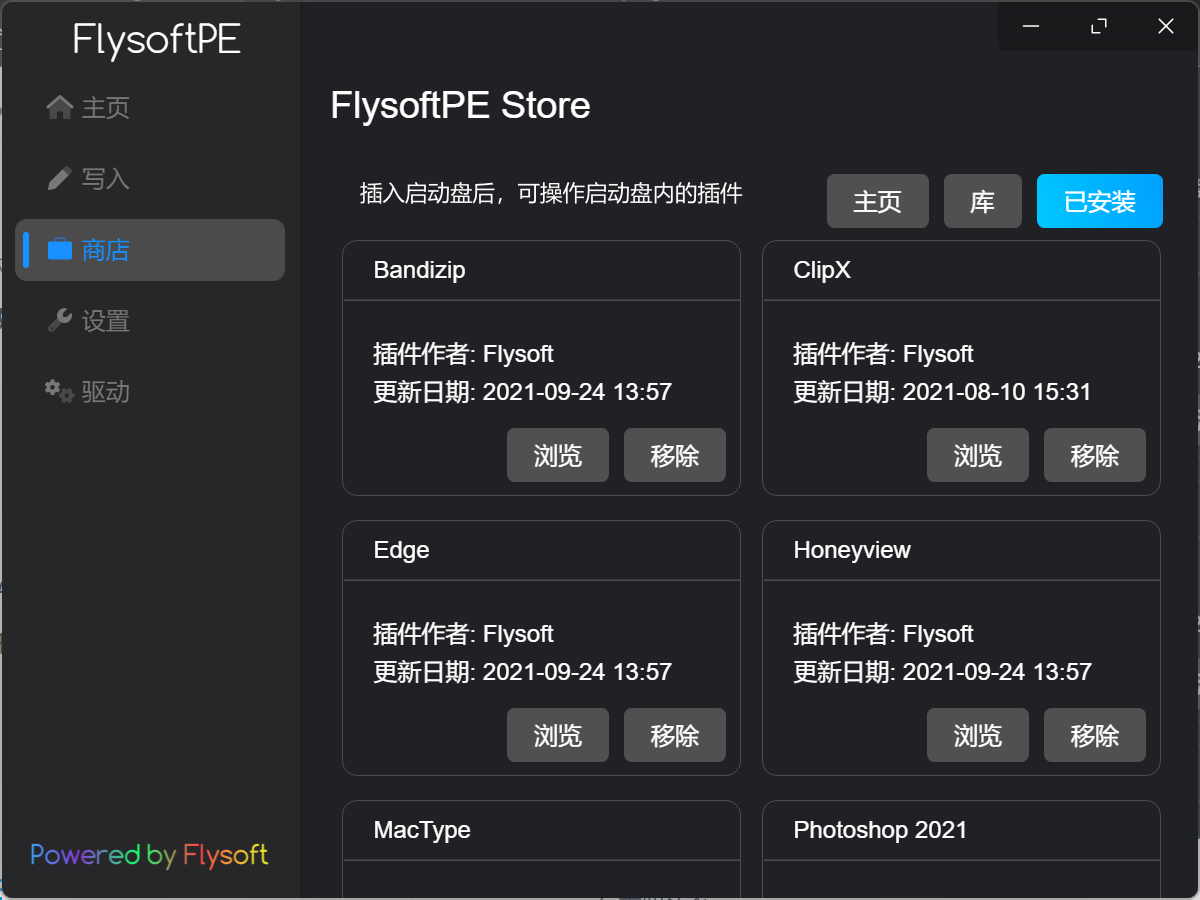 FlysoftPE
主页
写入
商店
设置
驱动
Powered by Flysoft
FlysoftPE Store
插入启动盘后，可操作启动盘内的插件
主页 库 已安装
Bandizip
插件作者: Flysoft
更新日期: 2021-09-24 13:57
浏览 移除
ClipX
插件作者: Flysoft
更新日期: 2021-08-10 15:31
浏览 移除
Edge
插件作者: Flysoft
更新日期: 2021-09-24 13:57
浏览 移除
Honeyview
插件作者: Flysoft
更新日期: 2021-09-24 13:57
浏览 移除
MacType
Photoshop 2021